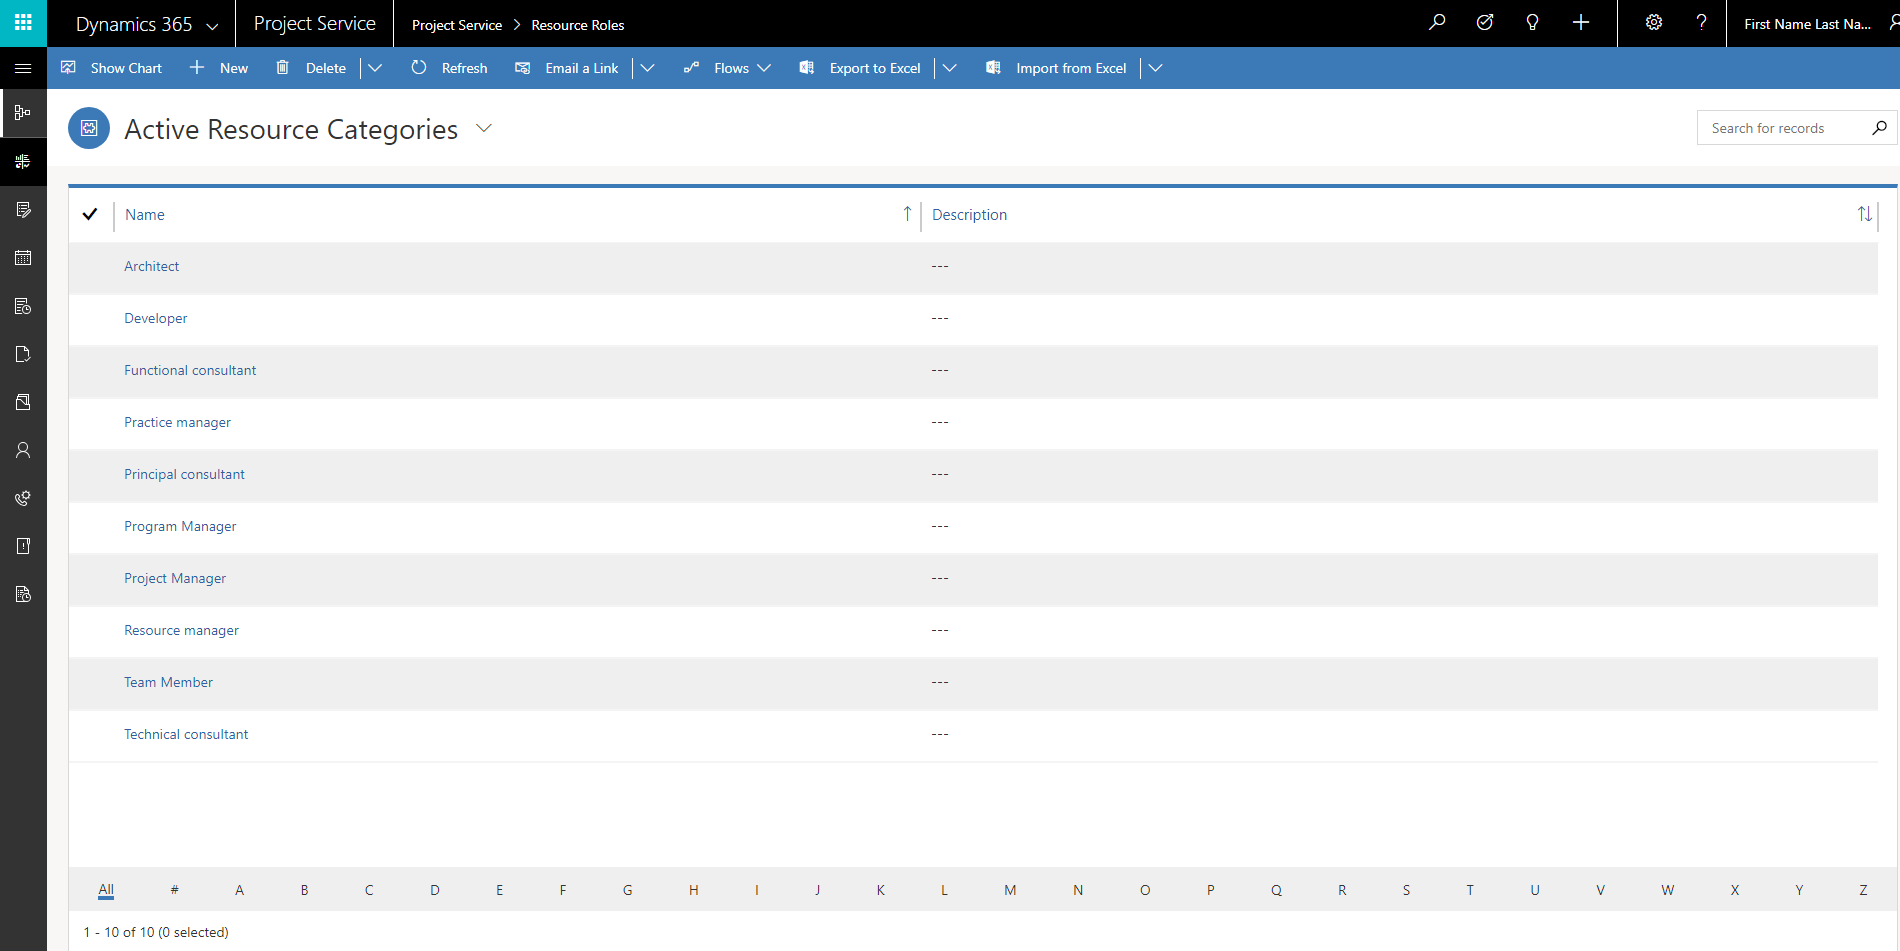 Dynamics 365 Project Service Project Service > Resource Roles First Name Last Na...
Show Chart New Delete Refresh Email a Link Flows Export to Excel Import from Excel
Active Resource Categories
Search for records
Name Description
Architect ---
Developer ---
Functional consultant ---
Practice manager ---
Principal consultant ---
Program Manager ---
Project Manager ---
Resource manager ---
Team Member ---
Technical consultant ---
All # A B C D E F G H I J K L M N O P Q R S T U V W X Y Z
1 - 10 of 10 (0 selected)